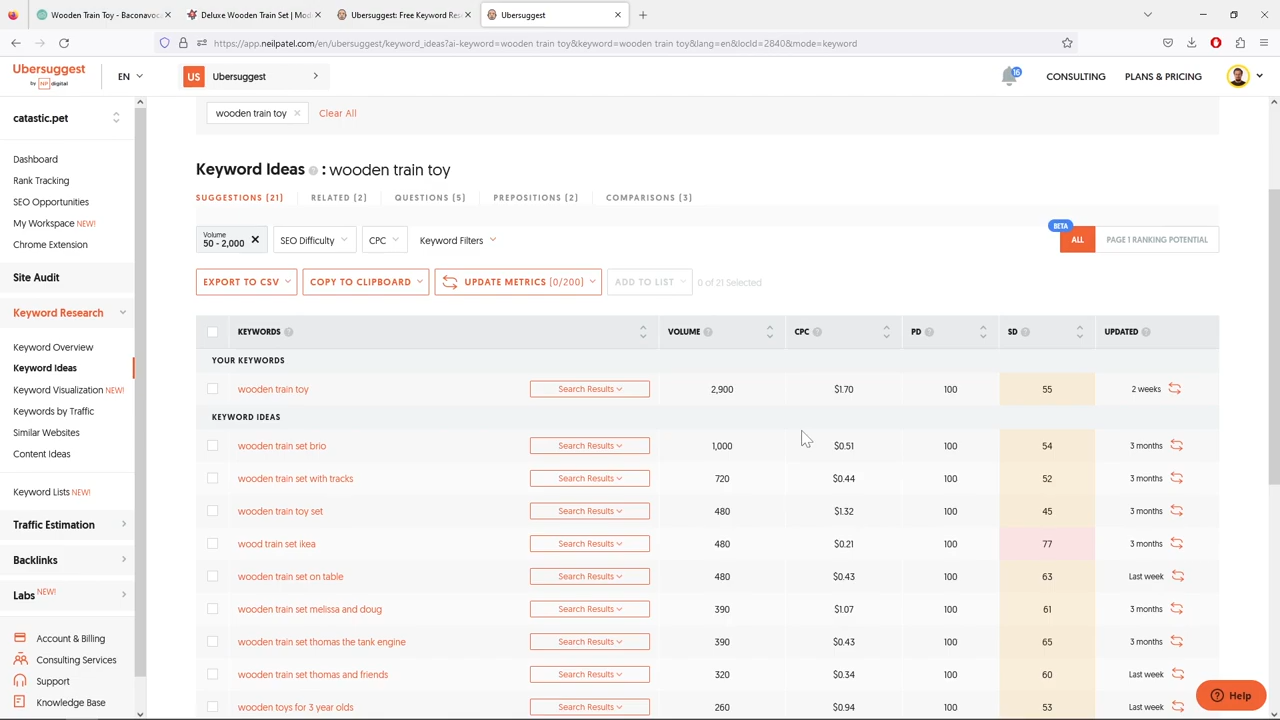 Wooden Train Toy - Baconavoca
Deluxe Wooden Train Set | Mod
Ubersuggest: Free Keyword Res
Ubersuggest
https://app.neilpatel.com/en/ubersuggest/keyword_ideas?ai-keyword=wooden train toy&keyword=wooden train toy&lang=en&locId=2840&mode=keyword
Ubersuggest
by NP digital
EN
US Ubersuggest
16
CONSULTING
PLANS & PRICING
catastic.pet
Dashboard
Rank Tracking
SEO Opportunities
My Workspace NEW!
Chrome Extension
Site Audit
Keyword Research
Keyword Overview
Keyword Ideas
Keyword Visualization NEW!
Keywords by Traffic
Similar Websites
Content Ideas
Keyword Lists NEW!
Traffic Estimation
Backlinks
Labs NEW!
Account & Billing
Consulting Services
Support
Knowledge Base
wooden train toy
Clear All
Keyword Ideas : wooden train toy
SUGGESTIONS (21)
RELATED (2)
QUESTIONS (5)
PREPOSITIONS (2)
COMPARISONS (3)
Volume
50 - 2,000
SEO Difficulty
CPC
Keyword Filters
BETA
ALL
PAGE 1 RANKING POTENTIAL
EXPORT TO CSV
COPY TO CLIPBOARD
UPDATE METRICS (0/200)
ADD TO LIST
0 of 21 Selected
KEYWORDS VOLUME CPC PD SD UPDATED
YOUR KEYWORDS
wooden train toy Search Results 2,900 $1.70 100 55 2 weeks
KEYWORD IDEAS
wooden train set brio Search Results 1,000 $0.51 100 54 3 months
wooden train set with tracks Search Results 720 $0.44 100 52 3 months
wooden train toy set Search Results 480 $1.32 100 45 3 months
wood train set ikea Search Results 480 $0.21 100 77 3 months
wooden train set on table Search Results 480 $0.43 100 63 Last week
wooden train set melissa and doug Search Results 390 $1.07 100 61 3 months
wooden train set thomas the tank engine Search Results 390 $0.43 100 65 3 months
wooden train set thomas and friends Search Results 320 $0.34 100 60 Last week
wooden toys for 3 year olds Search Results 260 $0.94 100 53 Last week
Help